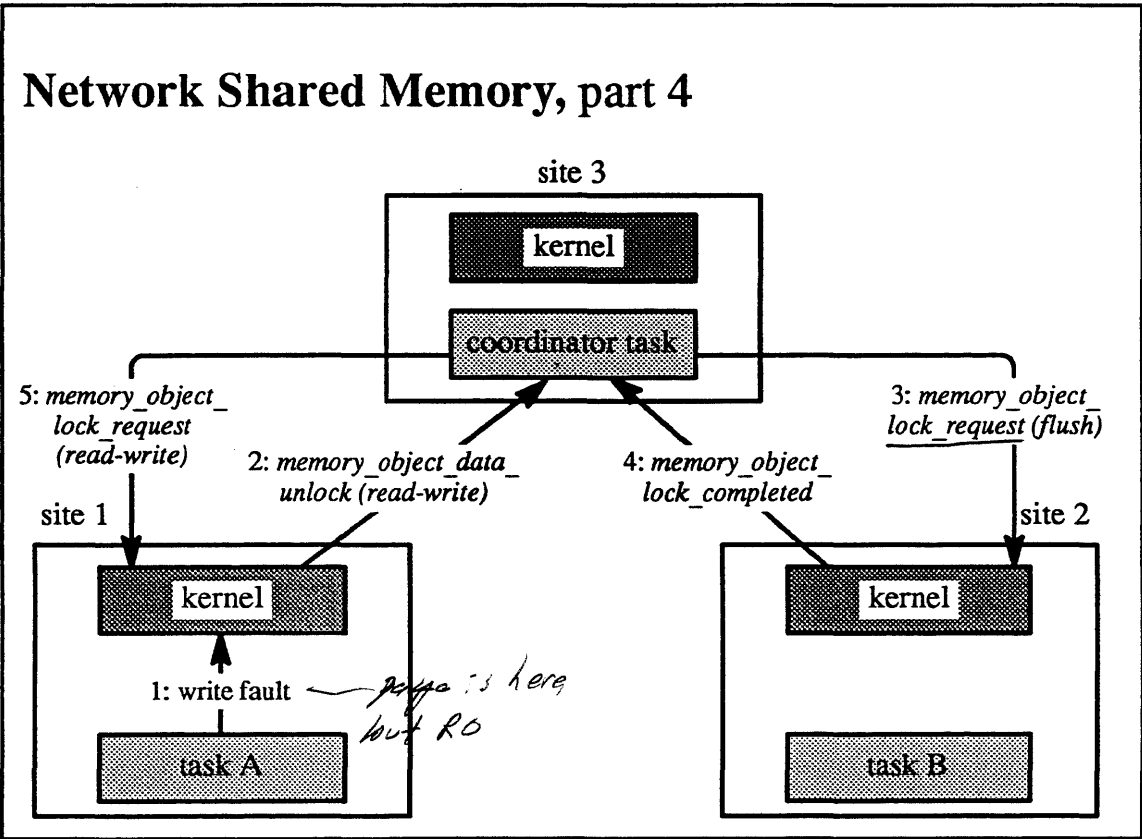 Network Shared Memory, part 4
site 3
kernel
coordinator task
5: memory_object_
lock_request
(read-write)
2: memory_object_data_
unlock (read-write)
4: memory_object_
lock_completed
3: memory_object_
lock_request (flush)
site 1
site 2
kernel
kernel
1: write fault
page is here,
but RO
task A
task B